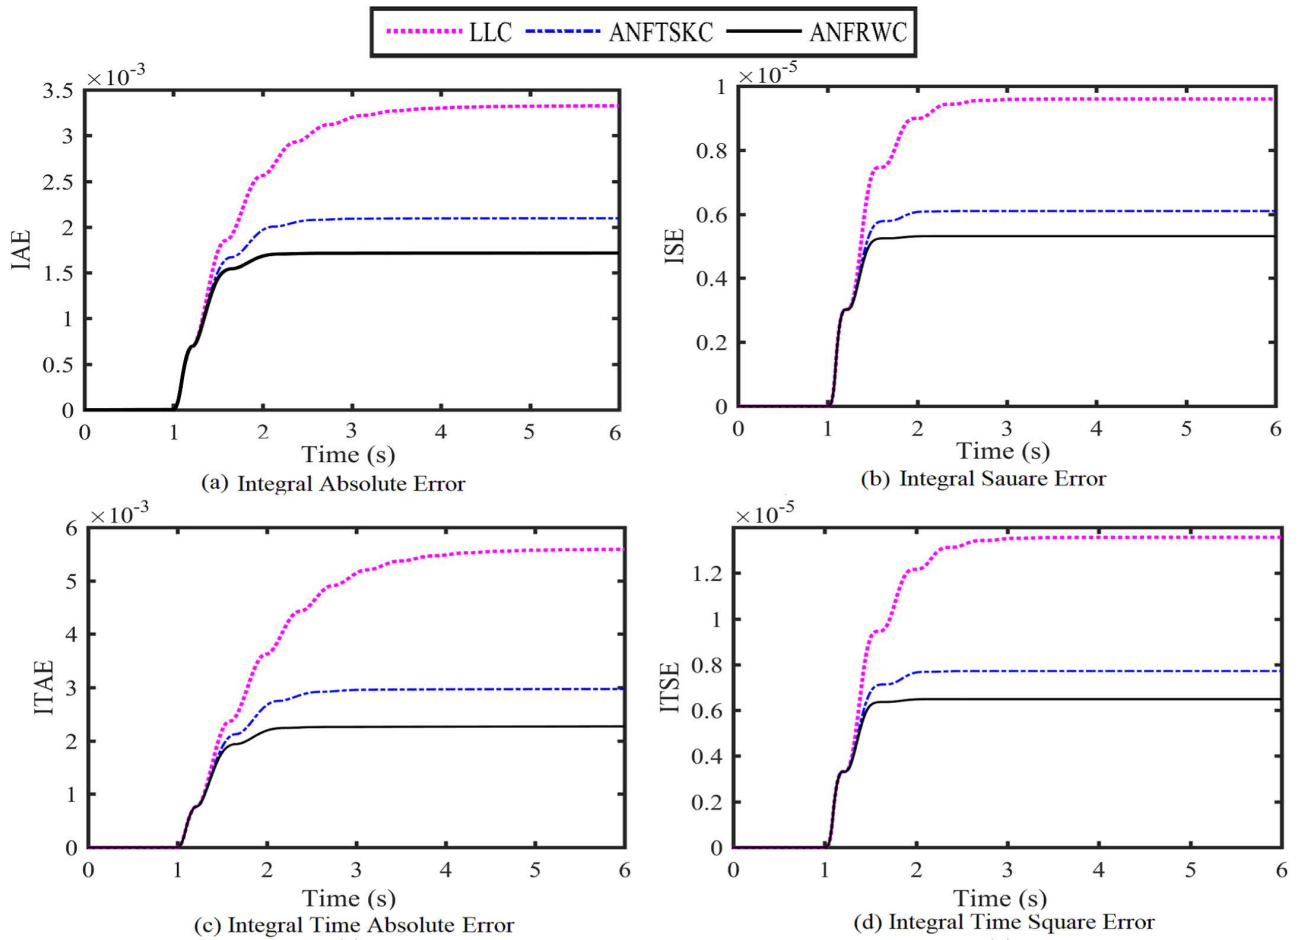 LLC ANFTSKC ANFRWC
×10-3
3.5
3
2.5
2
1.5
1
0.5
0
IAE
0 1 2 3 4 5 6
Time (s)
(a) Integral Absolute Error
×10-5
1
0.8
0.6
0.4
0.2
0
ISE
0 1 2 3 4 5 6
Time (s)
(b) Integral Sauare Error
×10-3
6
5
4
3
2
1
0
ITAE
0 1 2 3 4 5 6
Time (s)
(c) Integral Time Absolute Error
×10-5
1.2
1
0.8
0.6
0.4
0.2
0
ITSE
0 1 2 3 4 5 6
Time (s)
(d) Integral Time Square Error